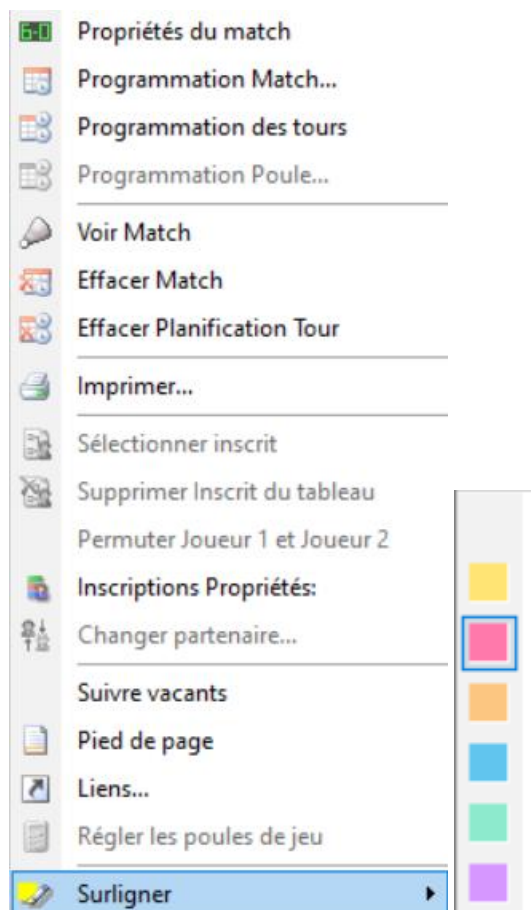 6-0
Propriétés du match
Programmation Match...
Programmation des tours
Programmation Poule...
Voir Match
Effacer Match
Effacer Planification Tour
Imprimer...
Sélectionner inscrit
Supprimer Inscrit du tableau
Permuter Joueur 1 et Joueur 2
Inscriptions Propriétés:
Changer partenaire...
Suivre vacants
Pied de page
Liens...
Régler les poules de jeu
Surligner